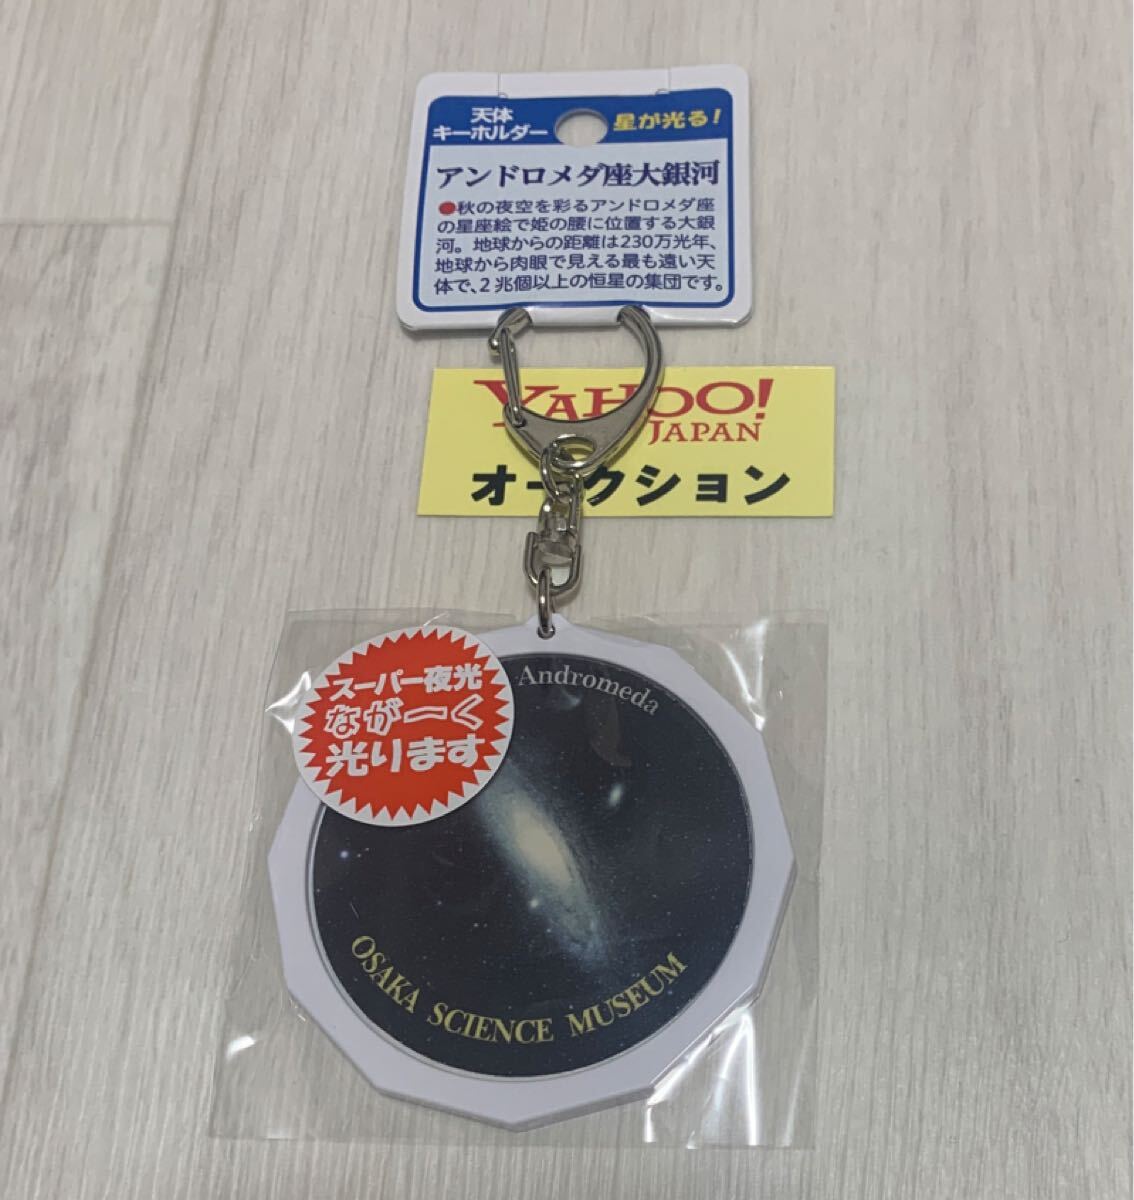 天体
キーホルダー
星が光る!
アンドロメダ座大銀河
●秋の夜空を彩るアンドロメダ座
の星座絵で姫の腰に位置する大銀
河。地球からの距離は230万光年、
地球から肉眼で見える最も遠い天
体で、2兆個以上の恒星の集団です。
YAHOO!
JAPAN
オークション
スーパー夜光
ながーく
光ります
Andromeda
OSAKA SCIENCE MUSEUM